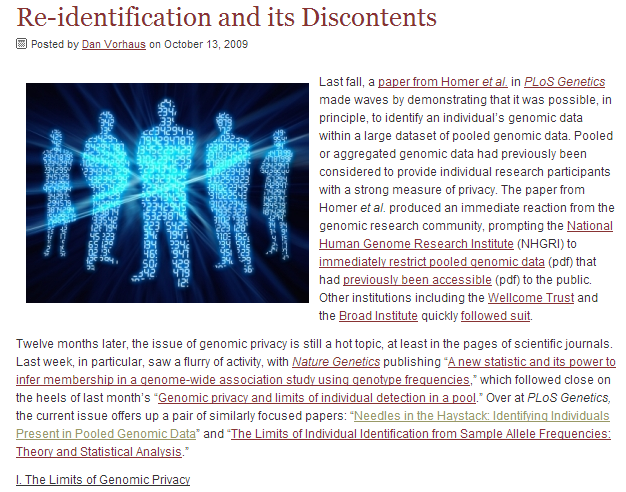 Re-identification and its Discontents
Posted by Dan Vorhaus on October 13, 2009
Last fall, a paper from Homer et al. in PLoS Genetics
made waves by demonstrating that it was possible, in
principle, to identify an individual's genomic data
within a large dataset of pooled genomic data. Pooled
or aggregated genomic data had previously been
considered to provide individual research participants
with a strong measure of privacy. The paper from
Homer et al. produced an immediate reaction from the
genomic research community, prompting the National
Human Genome Research Institute (NHGRI) to
immediately restrict pooled genomic data (pdf) that
had previously been accessible (pdf) to the public.
Other institutions including the Wellcome Trust and
the Broad Institute quickly followed suit.
Twelve months later, the issue of genomic privacy is still a hot topic, at least in the pages of scientific journals.
Last week, in particular, saw a flurry of activity, with Nature Genetics publishing “A new statistic and its power to
infer membership in a genome-wide association study using genotype frequencies,” which followed close on
the heels of last month's “Genomic privacy and limits of individual detection in a pool.” Over at PLoS Genetics,
the current issue offers up a pair of similarly focused papers: “Needles in the Haystack: Identifying Individuals
Present in Pooled Genomic Data” and “The Limits of Individual Identification from Sample Allele Frequencies:
Theory and Statistical Analysis.”
I. The Limits of Genomic Privacy